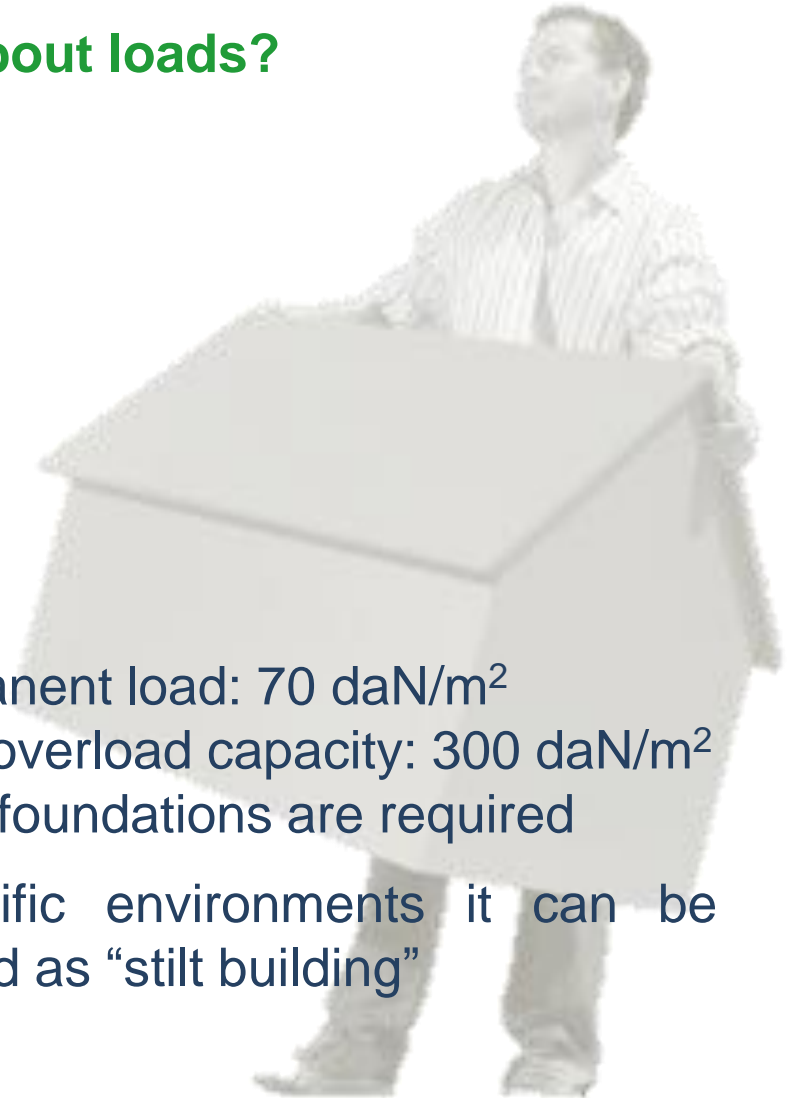 bout loads?
anent load: 70 daN/m²
overload capacity: 300 daN/m²
foundations are required
ific environments it can be
d as “stilt building”